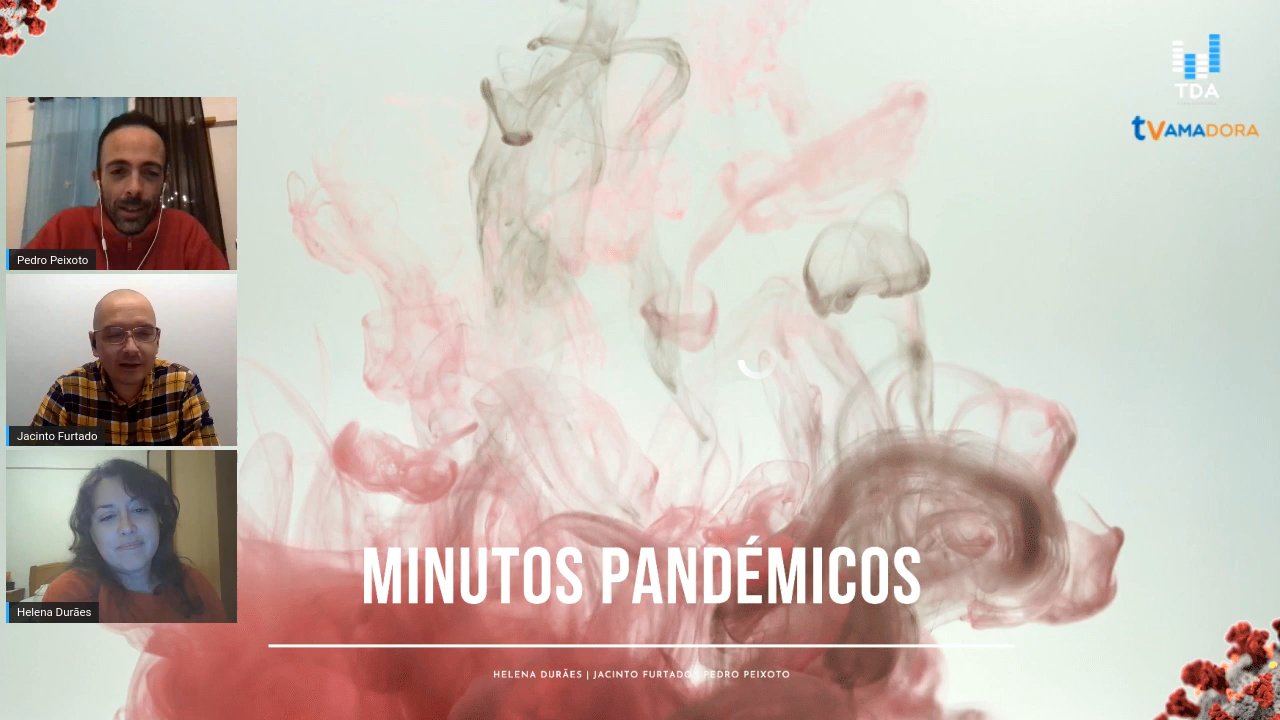 TDA
tVAMADORA
Pedro Peixoto
Jacinto Furtado
Helena Durães
MINUTOS PANDÉMICOS
HELENA DURÃES | JACINTO FURTADO | PEDRO PEIXOTO